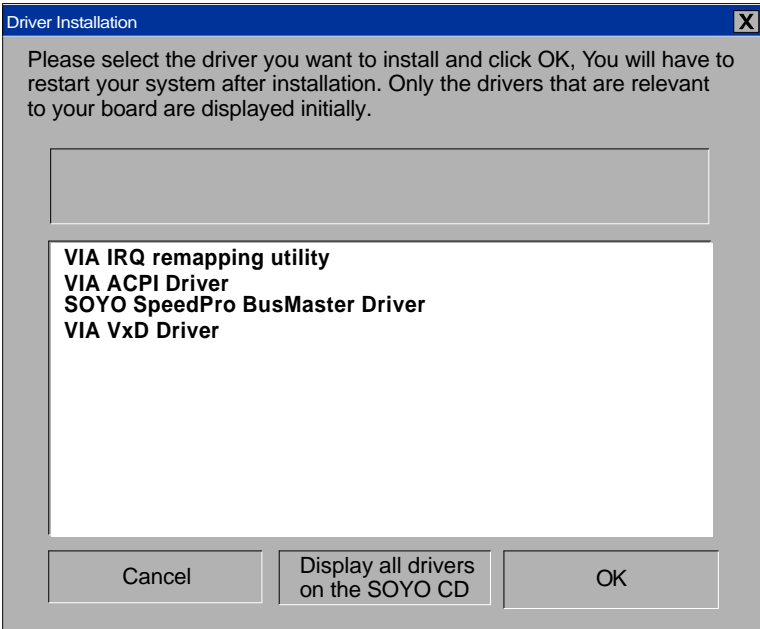 Driver Installation
X
Please select the driver you want to install and click OK, You will have to
restart your system after installation. Only the drivers that are relevant
to your board are displayed initially.
VIA IRQ remapping utility
VIA ACPI Driver
SOYO SpeedPro BusMaster Driver
VIA VxD Driver
Cancel
Display all drivers
on the SOYO CD
OK